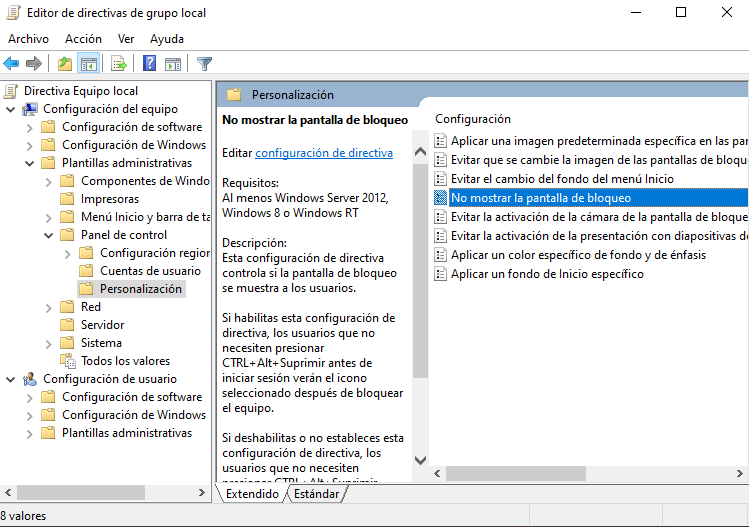 Editor de directivas de grupo local
Archivo Acción Ver Ayuda
Directiva Equipo local
Configuración del equipo
Configuración de software
Configuración de Windows
Plantillas administrativas
Componentes de Windo
Impresoras
Menú Inicio y barra de ta
Panel de control
Configuración region
Cuentas de usuario
Personalización
Red
Servidor
Sistema
Todos los valores
Configuración de usuario
Configuración de software
Configuración de Windows
Plantillas administrativas
Personalización
No mostrar la pantalla de bloqueo
Editar configuración de directiva
Requisitos:
Al menos Windows Server 2012,
Windows 8 o Windows RT
Descripción:
Esta configuración de directiva
controla si la pantalla de bloqueo
se muestra a los usuarios.
Si habilitas esta configuración de
directiva, los usuarios que no
necesiten presionar
CTRL+Alt+Suprimir antes de
iniciar sesión verán el icono
seleccionado después de bloquear
el equipo.
Si deshabilitas o no estableces esta
configuración de directiva, los
usuarios que no necesiten
presionar CTRL+Alt+Suprimir
Configuración
Aplicar una imagen predeterminada específica en las pan
Evitar que se cambie la imagen de las pantallas de bloqu
Evitar el cambio del fondo del menú Inicio
No mostrar la pantalla de bloqueo
Evitar la activación de la cámara de la pantalla de bloque
Evitar la activación de la presentación con diapositivas d
Aplicar un color específico de fondo y de énfasis
Aplicar un fondo de Inicio específico
Extendido Estándar
8 valores